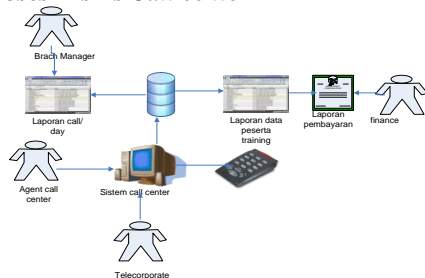 Brach Manager
Laporan call/
day
Laporan data
peserta
training
Laporan
pembayaran
finance
Agent call
center
Sistem call center
Telecorporate